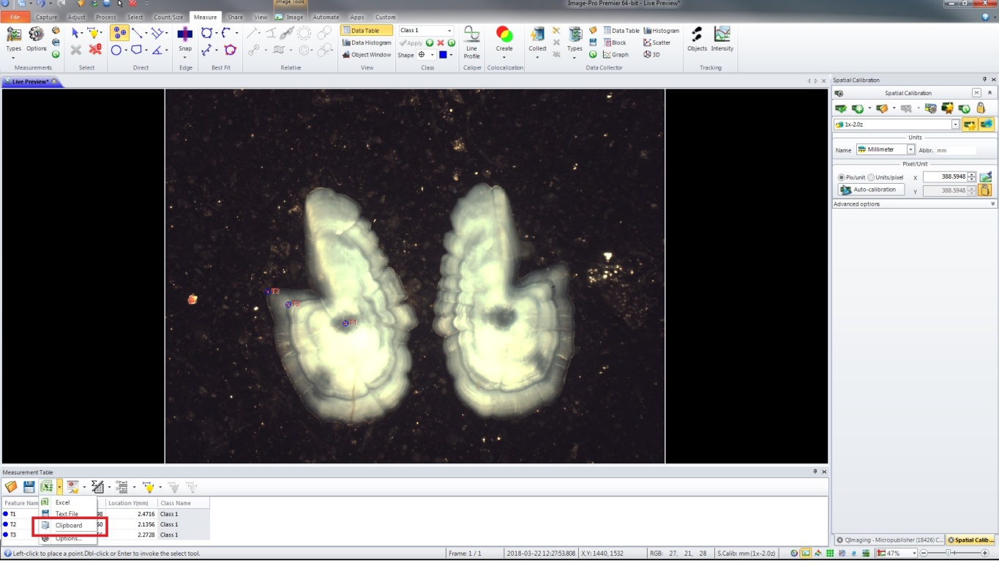 Image Tools
Image-Pro Premier 64-bit - Live Preview*
File Capture Adjust Process Select Count/Size Measure Share View Image Automate Apps Custom
Data Table Class 1 Data Table Histogram
Data Histogram Apply Block Scatter
Object Window Shape Graph 3D
Types Options Snap Line Profile Create Collect Types Objects Intensity
Measurements Select Direct Edge Best Fit Relative View Class Caliper Colocalization Data Collector Tracking
Live Preview*
Spatial Calibration
Spatial Calibration
1x-2.0z
Units
Name Millimeter Abbr. mm
Pixel/Unit
Pix/unit Units/pixel X 388.5948
Auto-calibration Y 388.5948
Advanced options
T2
T3
T1
Measurement Table
Feature Nam Location Y(mm) Class Name
T1 98 2.4716 Class 1
T2 60 2.1356 Class 1
T3 2.2728 Class 1
Excel
Text File
Clipboard
Options...
QImaging - Micropublisher (18426) C... Spatial Calib...
Left-click to place a point.Dbl-click or Enter to invoke the select tool. Frame: 1 / 1 2018-03-22 12:27:53.808 X,Y: 1440, 1532 RGB: 27, 21, 28 S.Calib: mm (1x-2.0z) 47%